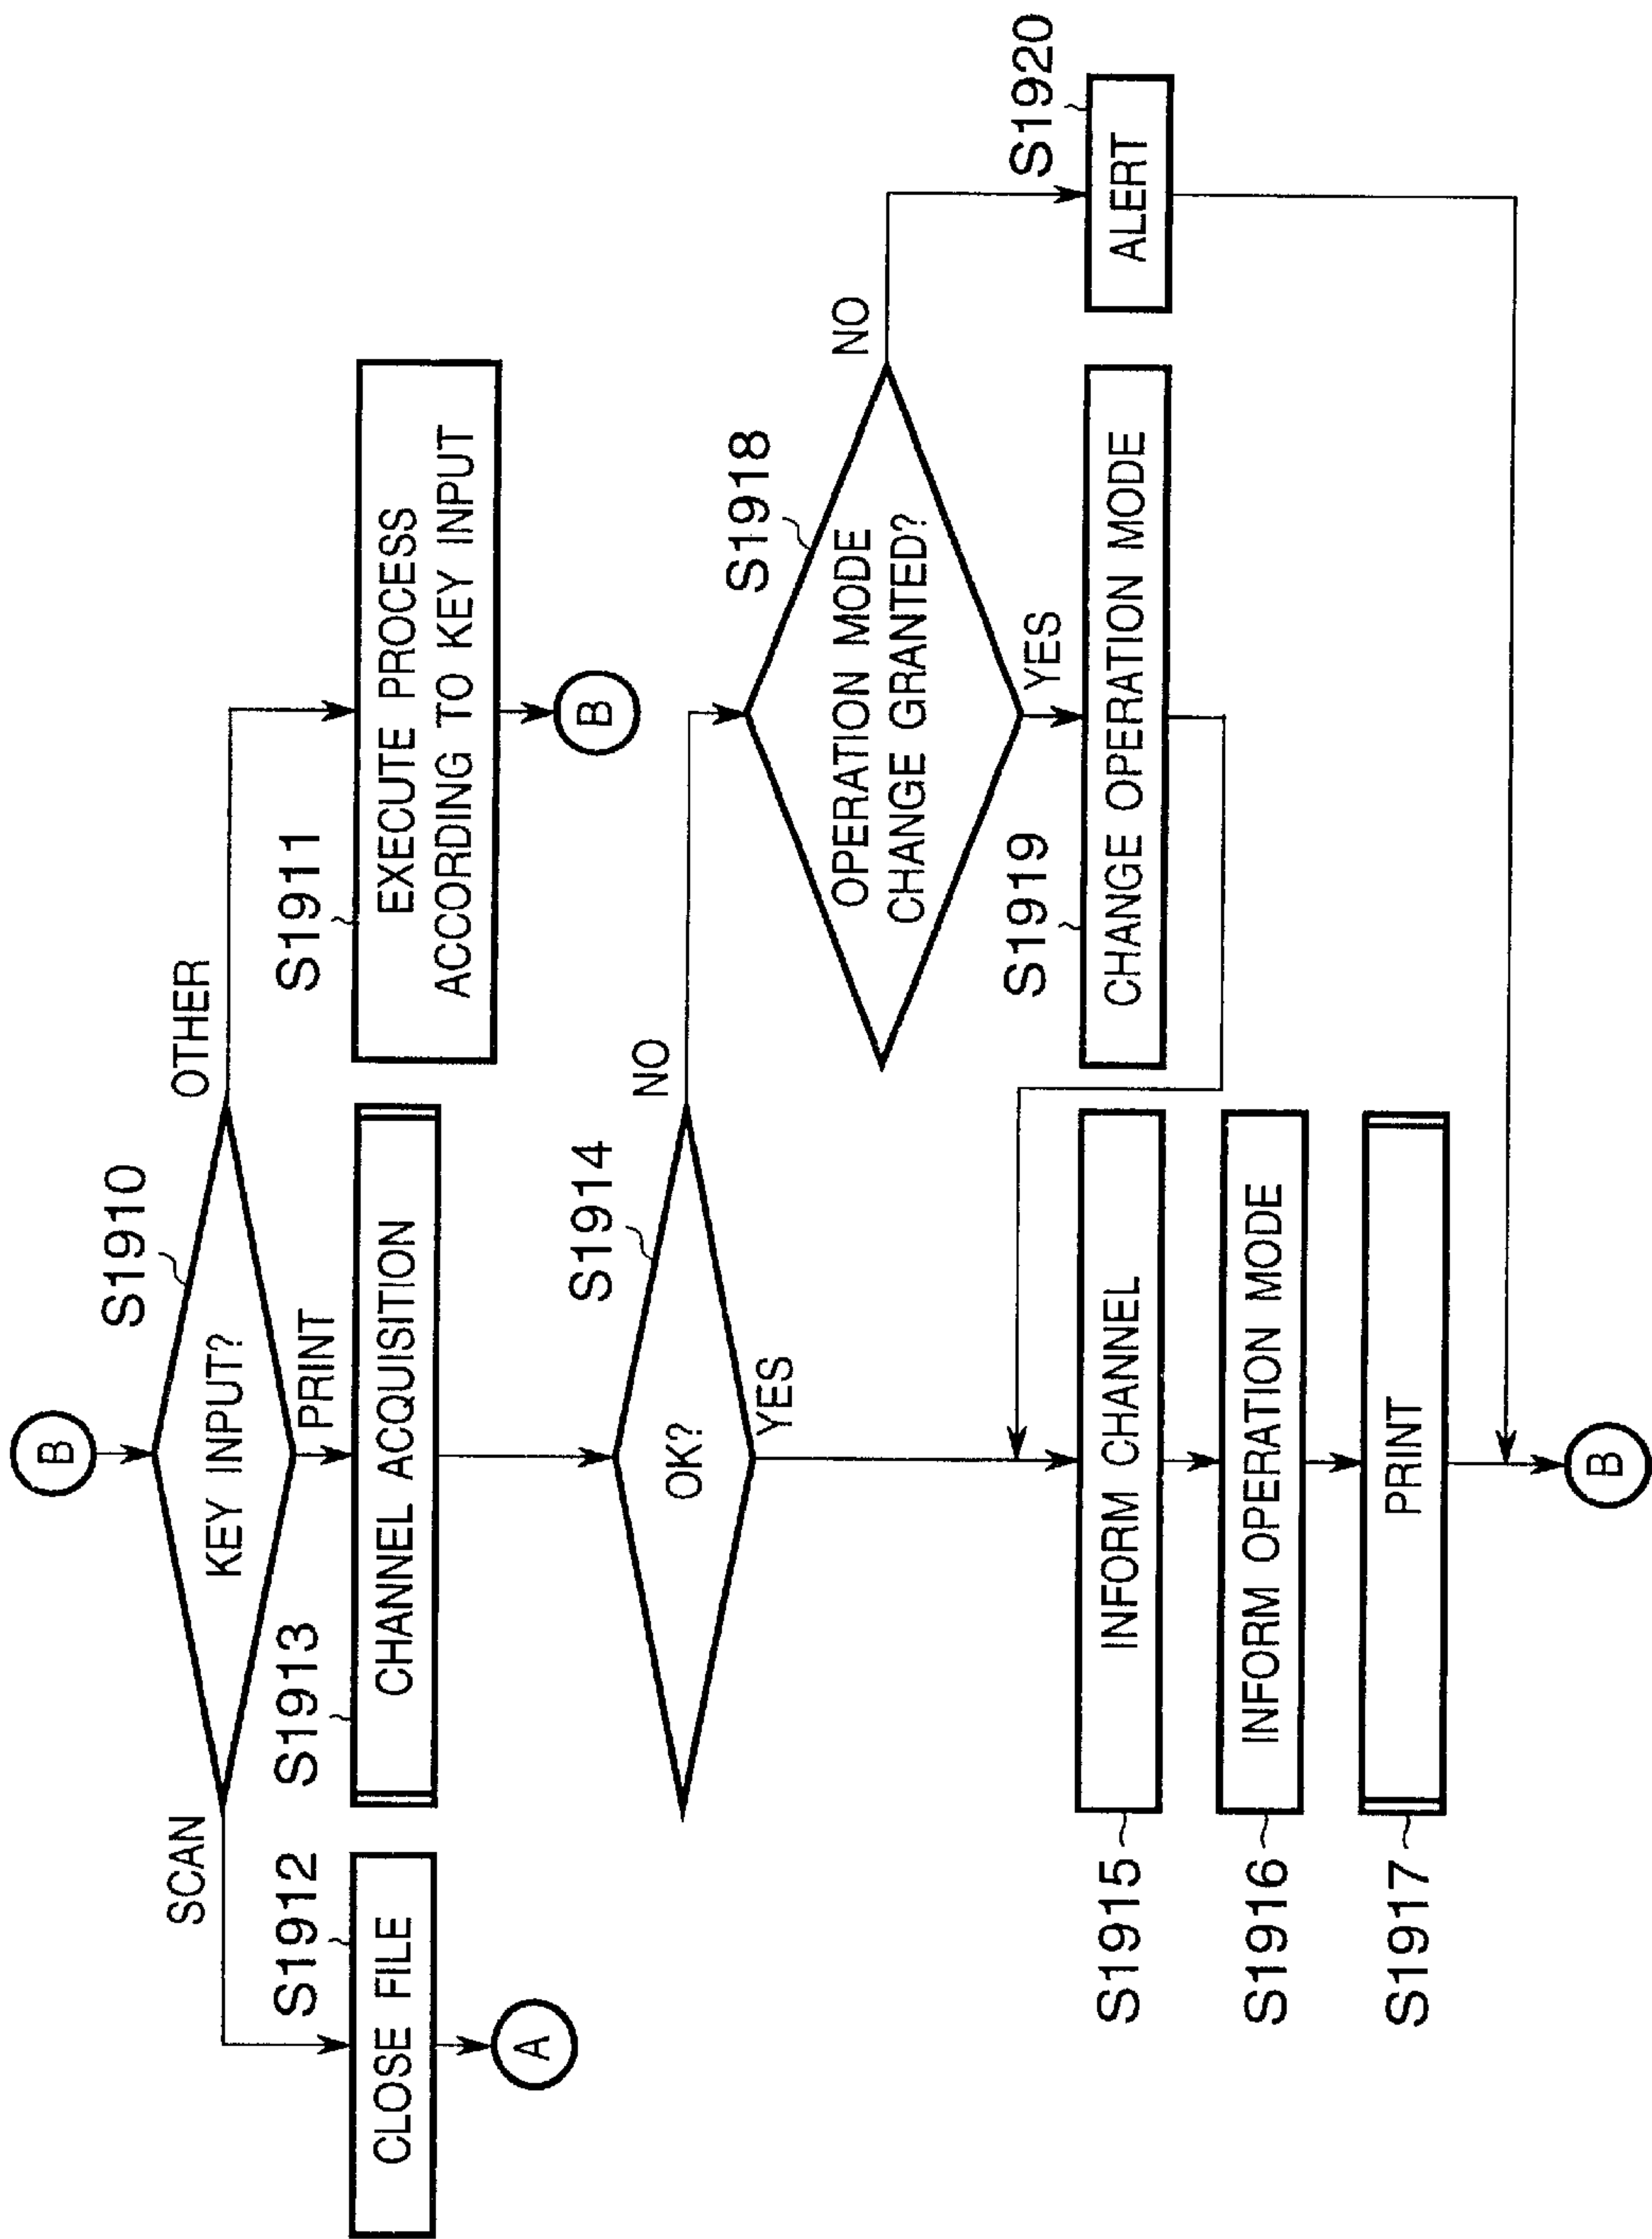 B
S1910
KEY INPUT?
SCAN
PRINT
OTHER
S1912
CLOSE FILE
A
S1913
CHANNEL ACQUISITION
S1911
EXECUTE PROCESS
ACCORDING TO KEY INPUT
B
S1914
OK?
NO
YES
S1918
OPERATION MODE
CHANGE GRANTED?
NO
YES
S1919
CHANGE OPERATION MODE
S1920
ALERT
S1915
INFORM CHANNEL
S1916
INFORM OPERATION MODE
S1917
PRINT
B